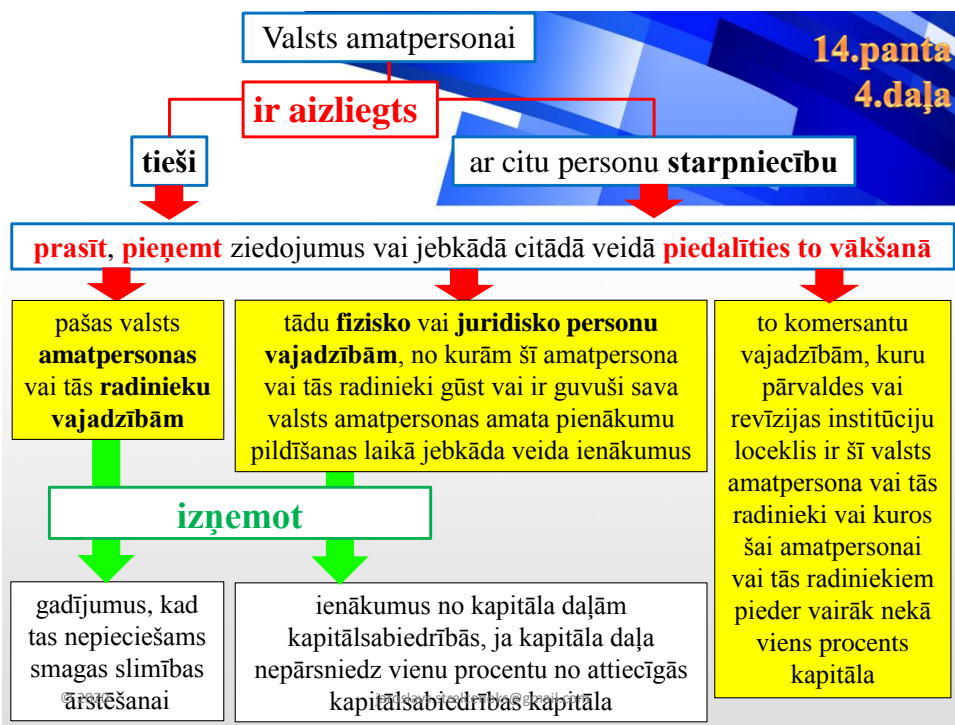 Valsts amatpersonai
14.panta
4.daļa
ir aizliegts
tieši
ar citu personu starpniecību
prasīt, pieņemt ziedojumus vai jebkādā citādā veidā piedalīties to vākšanā
pašas valsts
amatpersonas
vai tās radinieku
vajadzībām
tādu fizisko vai juridisko personu
vajadzībām, no kurām šī amatpersona
vai tās radinieki gūst vai ir guvuši sava
valsts amatpersonas amata pienākumu
pildīšanas laikā jebkāda veida ienākumus
to komersantu
vajadzībām, kuru
pārvaldes vai
revīzijas institūciju
loceklis ir šī valsts
amatpersona vai tās
radinieki vai kuros
šai amatpersonai
vai tās radiniekiem
pieder vairāk nekā
viens procents
kapitāla
izņemot
gadījumus, kad
tas nepieciešams
smagas slimības
ārstēšanai
ienākumus no kapitāla daļām
kapitālsabiedrībās, ja kapitāla daļa
nepārsniedz vienu procentu no attiecīgās
kapitālsabiedrības kapitāla